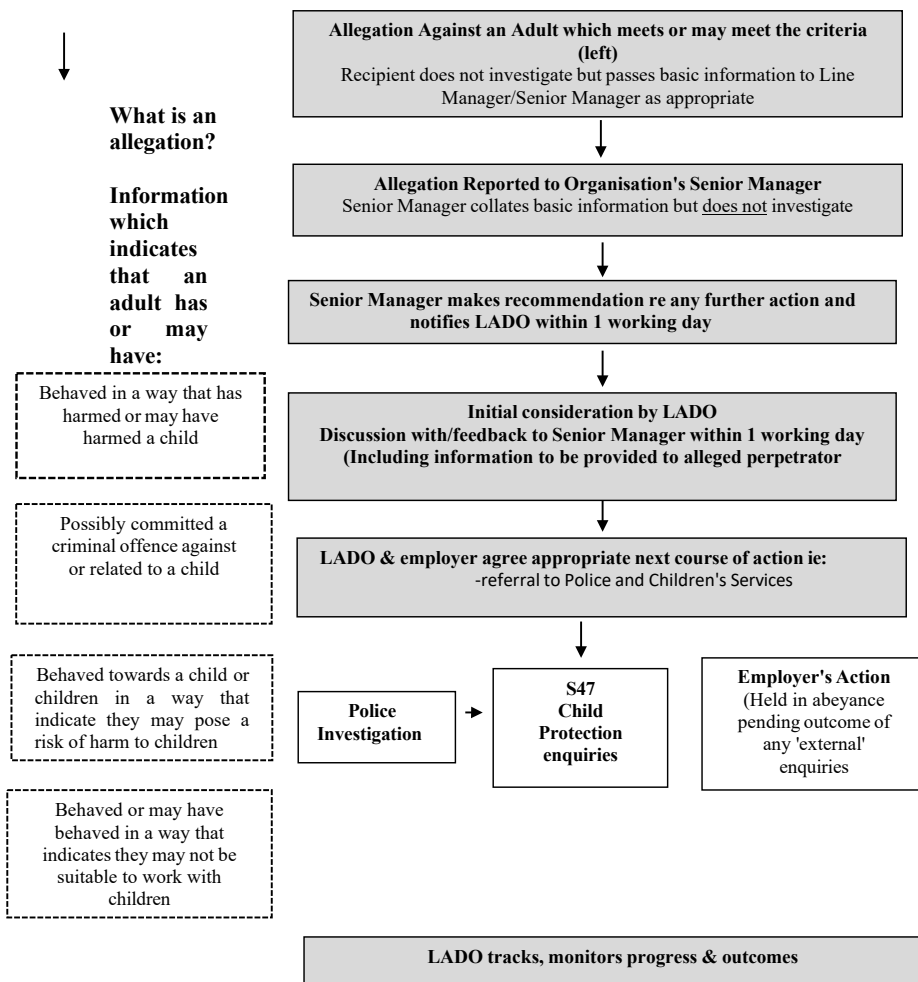 What is an
allegation?
Information
which
indicates
that an
adult has
or may
have:
Behaved in a way that has
harmed or may have
harmed a child
Possibly committed a
criminal offence against
or related to a child
Behaved towards a child or
children in a way that
indicate they may pose a
risk of harm to children
Behaved or may have
behaved in a way that
indicates they may not be
suitable to work with
children
Allegation Against an Adult which meets or may meet the criteria
(left)
Recipient does not investigate but passes basic information to Line
Manager/Senior Manager as appropriate
Allegation Reported to Organisation's Senior Manager
Senior Manager collates basic information but does not investigate
Senior Manager makes recommendation re any further action and
notifies LADO within 1 working day
Initial consideration by LADO
Discussion with/feedback to Senior Manager within 1 working day
(Including information to be provided to alleged perpetrator
LADO & employer agree appropriate next course of action ie:
-referral to Police and Children's Services
Police
Investigation
S47
Child
Protection
enquiries
Employer's Action
(Held in abeyance
pending outcome of
any 'external'
enquiries
LADO tracks, monitors progress & outcomes